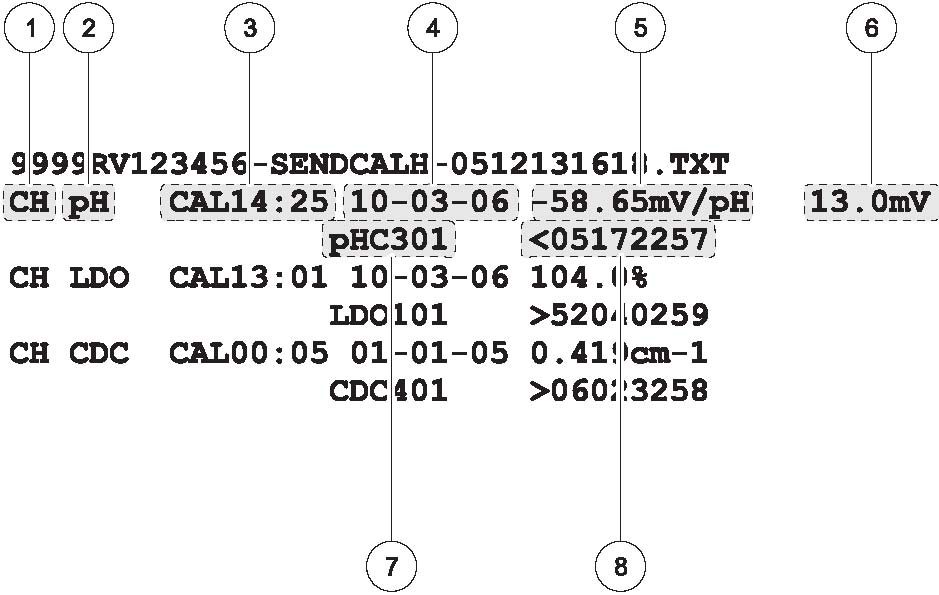 1 2 3 4 5 6
9999RV123456-SENDCALH-0512131618.TXT
CH pH CAL14:25 10-03-06 -58.65mV/pH 13.0mV
pHC301 <05172257
CH LDO CAL13:01 10-03-06 104.0%
LDO101 >52040259
CH CDC CAL00:05 01-01-05 0.419cm-1
CDC401 >06023258
7 8